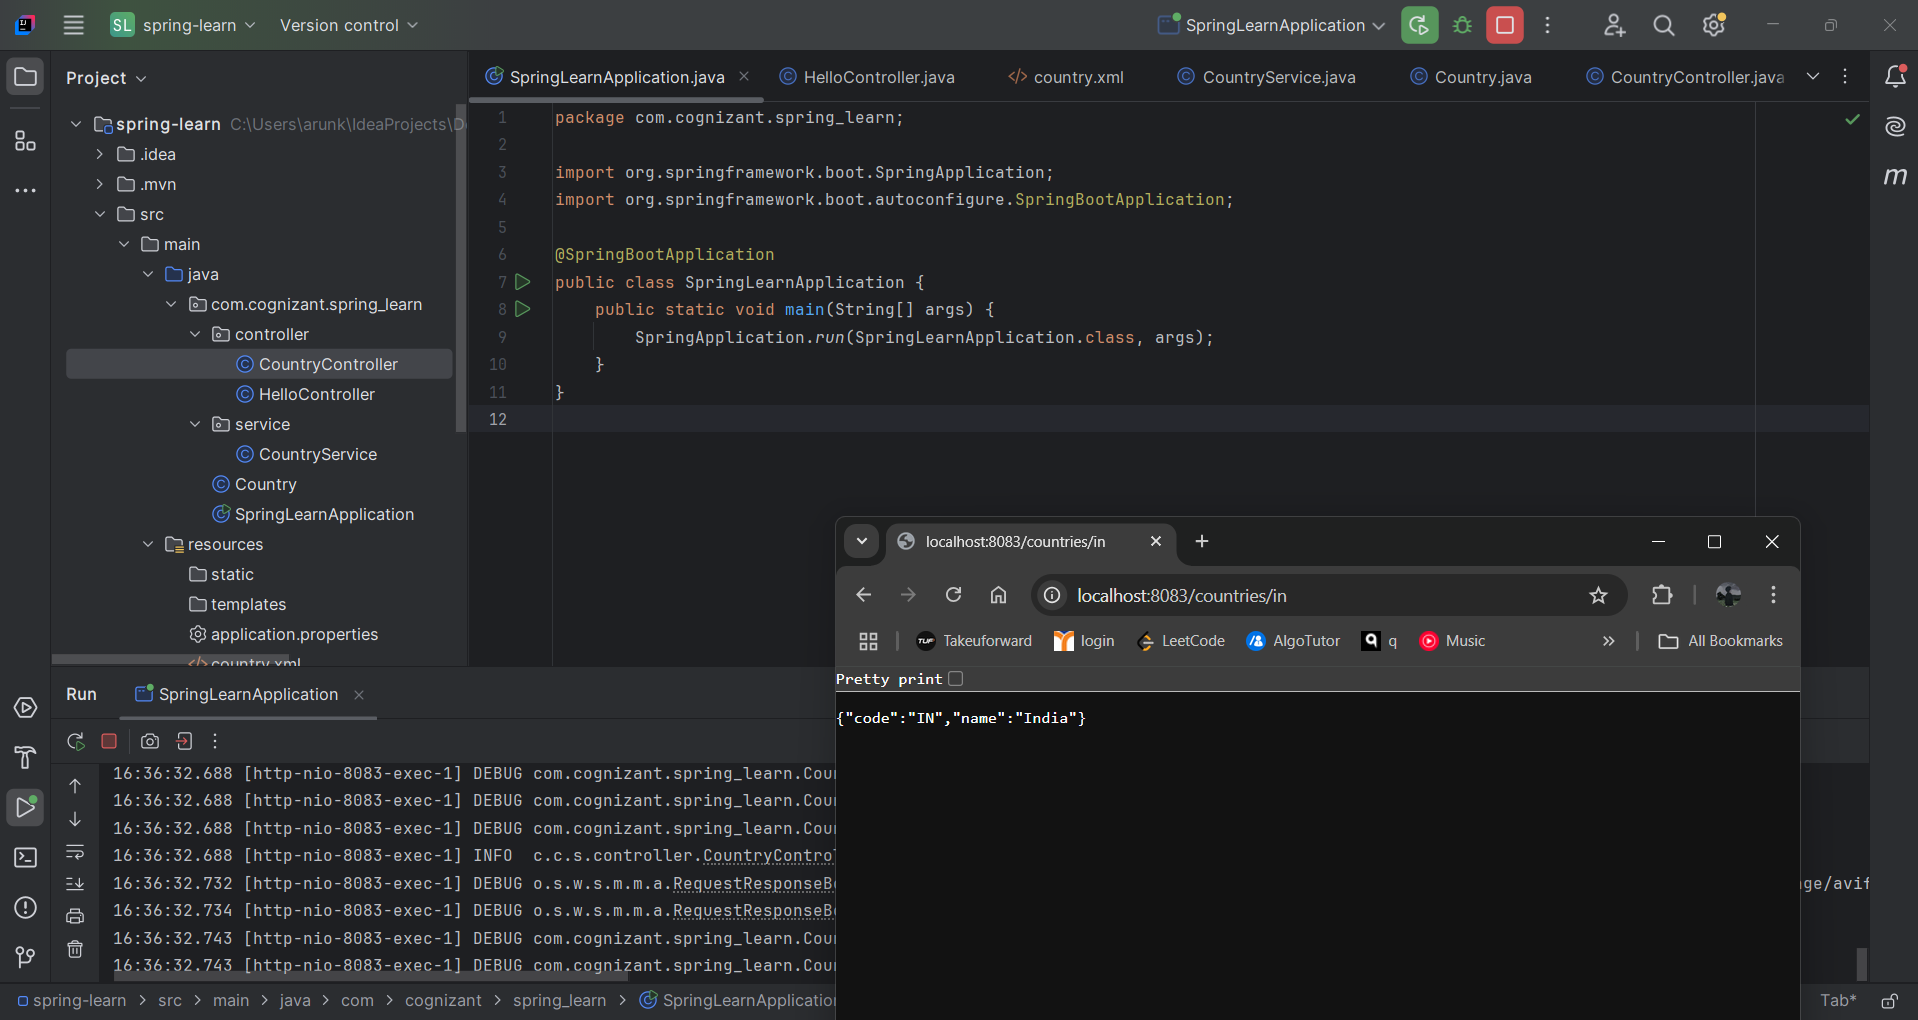 SL spring-learn Version control SpringLearnApplication
Project
SpringLearnApplication.java HelloController.java country.xml CountryService.java Country.java CountryController.java
spring-learn C:\Users\arunk\IdeaProjects\D
.idea
.mvn
src
main
java
com.cognizant.spring_learn
controller
CountryController
HelloController
service
CountryService
Country
SpringLearnApplication
resources
static
templates
application.properties
country.xml
1 package com.cognizant.spring_learn;
2
3 import org.springframework.boot.SpringApplication;
4 import org.springframework.boot.autoconfigure.SpringBootApplication;
5
6 @SpringBootApplication
7 public class SpringLearnApplication {
8 public static void main(String[] args) {
9 SpringApplication.run(SpringLearnApplication.class, args);
10 }
11 }
12
m
localhost:8083/countries/in
localhost:8083/countries/in
TUF Takeuforward login LeetCode AlgoTutor q q Music » All Bookmarks
Pretty print
{"code":"IN","name":"India"}
Run SpringLearnApplication
16:36:32.688 [http-nio-8083-exec-1] DEBUG com.cognizant.spring_learn.Cou
16:36:32.688 [http-nio-8083-exec-1] DEBUG com.cognizant.spring_learn.Cou
16:36:32.688 [http-nio-8083-exec-1] DEBUG com.cognizant.spring_learn.Cou
16:36:32.688 [http-nio-8083-exec-1] INFO c.c.s.controller.CountryContro
16:36:32.732 [http-nio-8083-exec-1] DEBUG o.s.w.s.m.m.a.RequestResponseB
ge/avif
16:36:32.734 [http-nio-8083-exec-1] DEBUG o.s.w.s.m.m.a.RequestResponseB
16:36:32.743 [http-nio-8083-exec-1] DEBUG com.cognizant.spring_learn.Cou
16:36:32.743 [http-nio-8083-exec-1] DEBUG com.cognizant.spring_learn.Cou
spring-learn > src > main > java > com > cognizant > spring_learn > SpringLearnApplication
Tab*